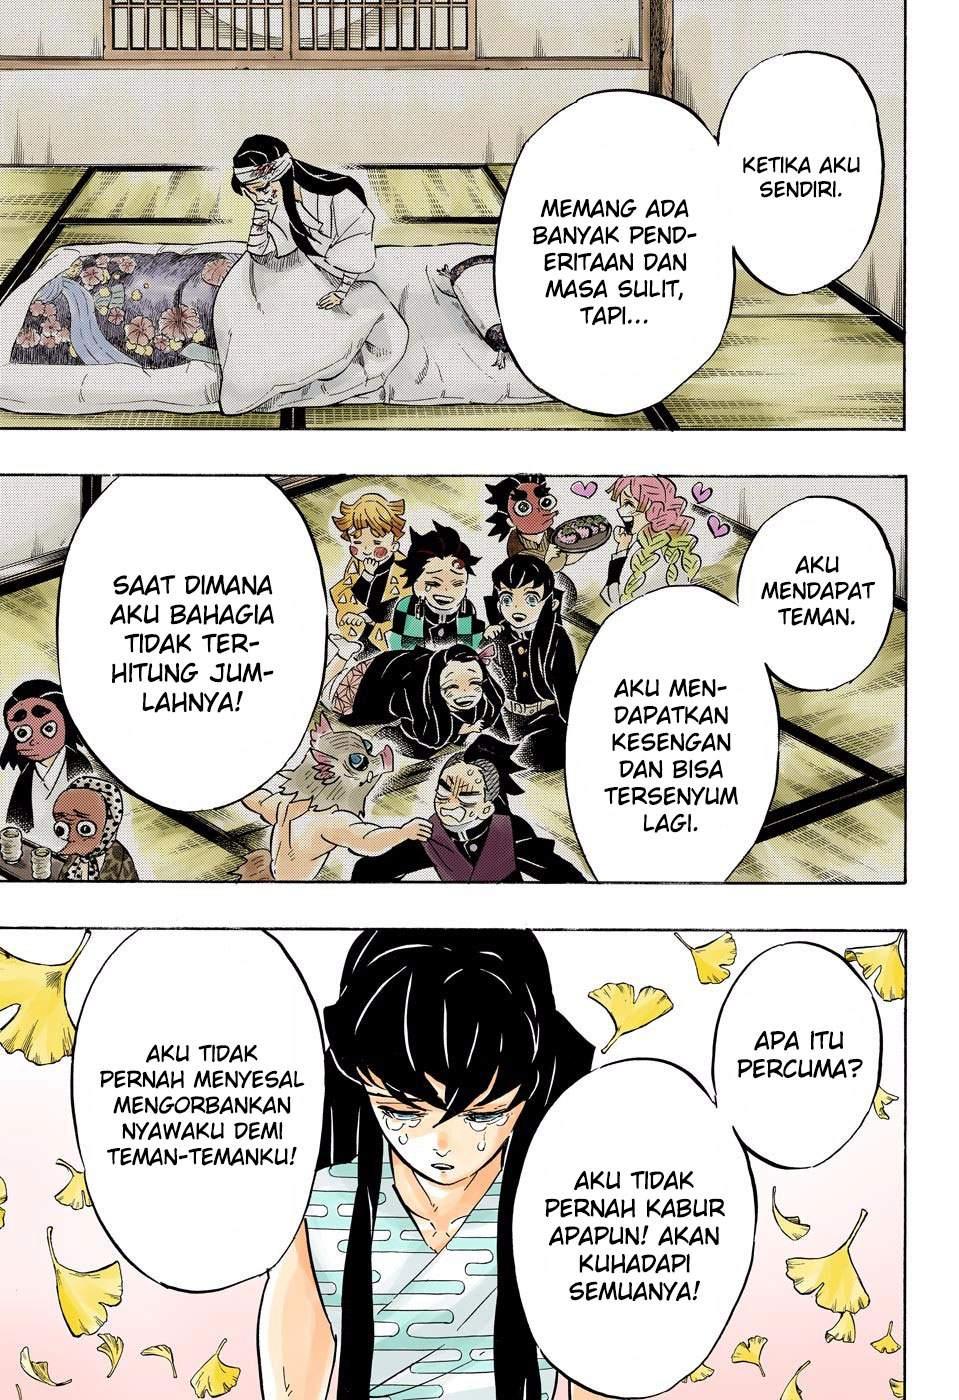 KETIKA AKU
SENDIRI.
MEMANG ADA
BANYAK PEND-
ERITAAN DAN
MASA SULIT,
TAPI...
AKU
MENDAPAT
TEMAN.
AKU MEN-
DAPATKAN
KESENGAN
DAN BISA
TERSENYUM
LAGI.
SAAT DIMANA
AKU BAHAGIA
TIDAK TER-
HITUNG JUM-
LAHNYA!
APA ITU
PERCUMA?
AKU TIDAK
PERNAH KABUR
APAPUN! AKAN
KUHADAPI
SEMUANYA!
AKU TIDAK
PERNAH MENYESAL
MENGORBANKAN
NYAWAKU DEMI
TEMAN-TEMANKU!